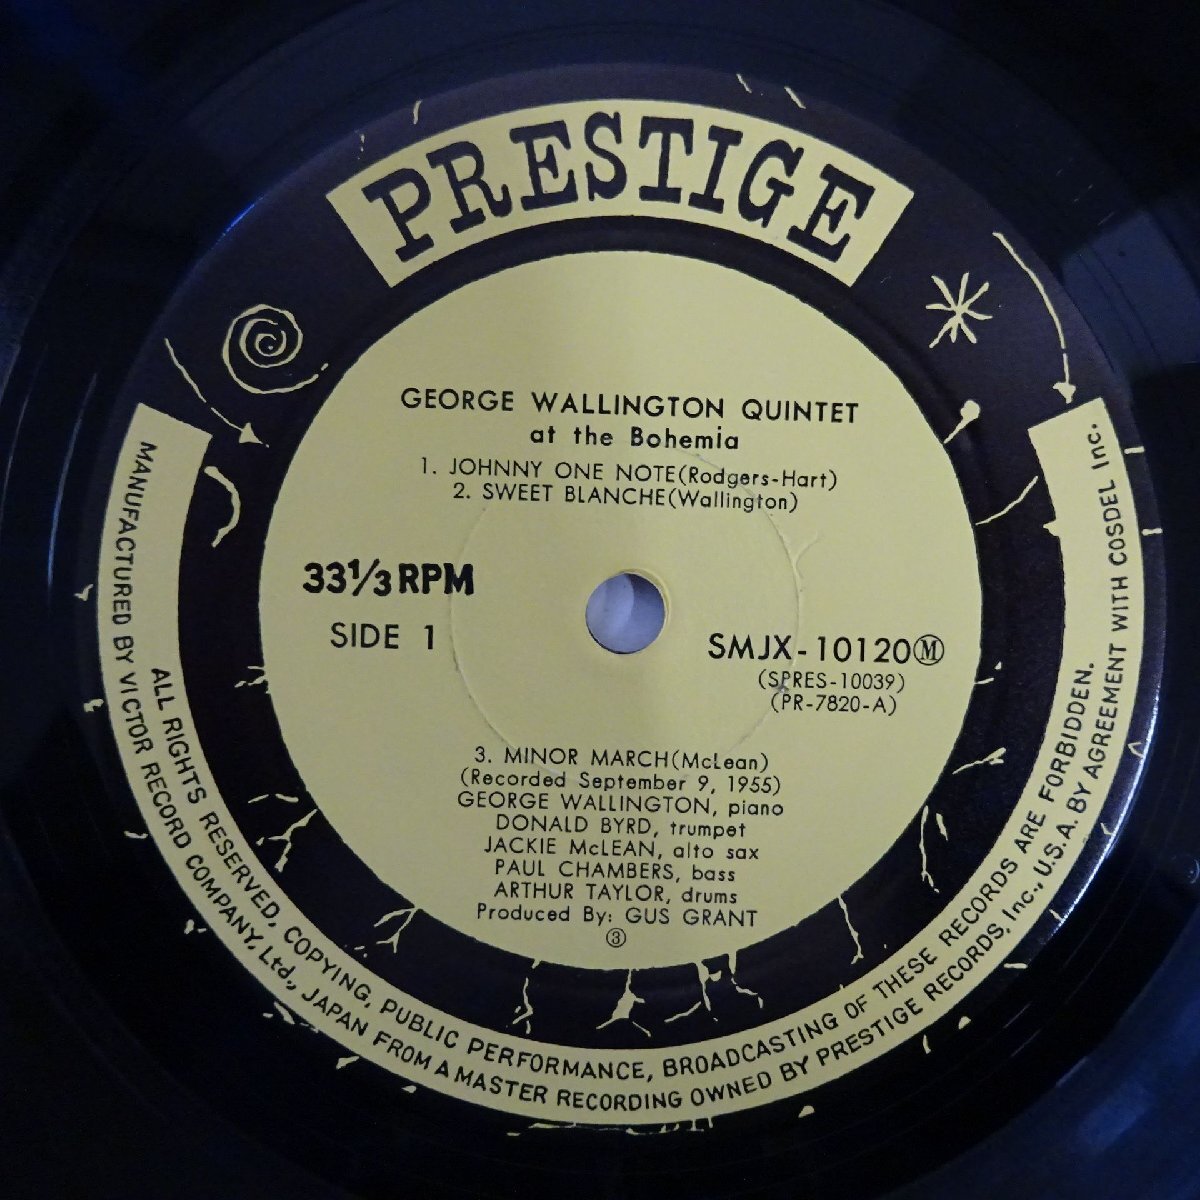 PRESTIGE
GEORGE WALLINGTON QUINTET
at the Bohemia
1. JOHNNY ONE NOTE(Rodgers-Hart)
2. SWEET BLANCHE(Wallington)
33⅓RPM
SIDE 1
SMJX-10120Ⓜ
(SPRES-10039)
(PR-7820-A)
3. MINOR MARCH(McLean)
(Recorded September 9, 1955)
GEORGE WALLINGTON, piano
DONALD BYRD, trumpet
JACKIE McLEAN, alto sax
PAUL CHAMBERS, bass
ARTHUR TAYLOR, drums
Produced By: GUS GRANT
③
ALL RIGHTS RESERVED, COPYING, PUBLIC PERFORMANCE, BROADCASTING OF THESE RECORDS ARE FORBIDDEN.
MANUFACTURED BY VICTOR RECORD COMPANY, Ltd., JAPAN FROM A MASTER RECORDING OWNED BY PRESTIGE RECORDS, Inc., U.S.A. BY AGREEMENT WITH COSDEL Inc.